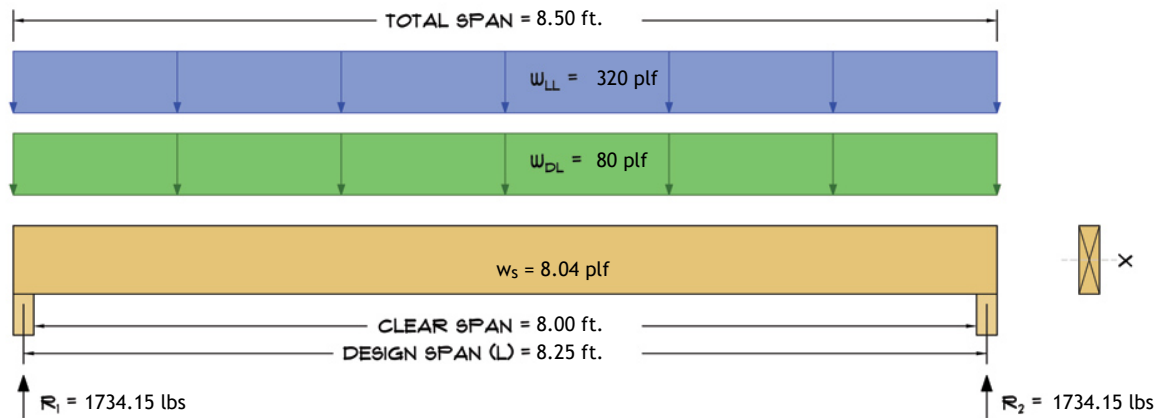 TOTAL SPAN = 8.50 ft.
WLL = 320 plf
WDL = 80 plf
ws = 8.04 plf
X
CLEAR SPAN = 8.00 ft.
DESIGN SPAN (L) = 8.25 ft.
R1 = 1734.15 lbs
R2 = 1734.15 lbs